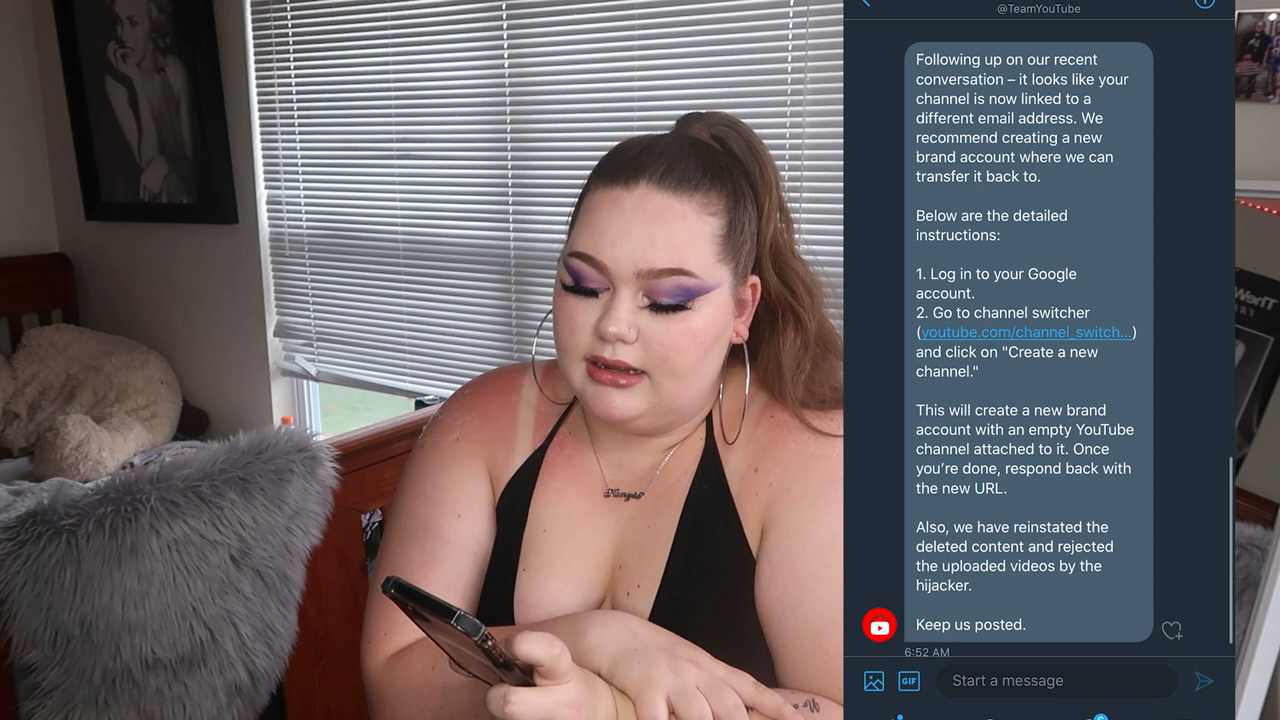 @TeamYouTube
Following up on our recent
conversation – it looks like your
channel is now linked to a
different email address. We
recommend creating a new
brand account where we can
transfer it back to.
Below are the detailed
instructions:
1. Log in to your Google
account.
2. Go to channel switcher
(youtube.com/channel_switch...)
and click on "Create a new
channel."
This will create a new brand
account with an empty YouTube
channel attached to it. Once
you’re done, respond back with
the new URL.
Also, we have reinstated the
deleted content and rejected
the uploaded videos by the
hijacker.
Keep us posted.
6:52 AM
GIF
Start a message